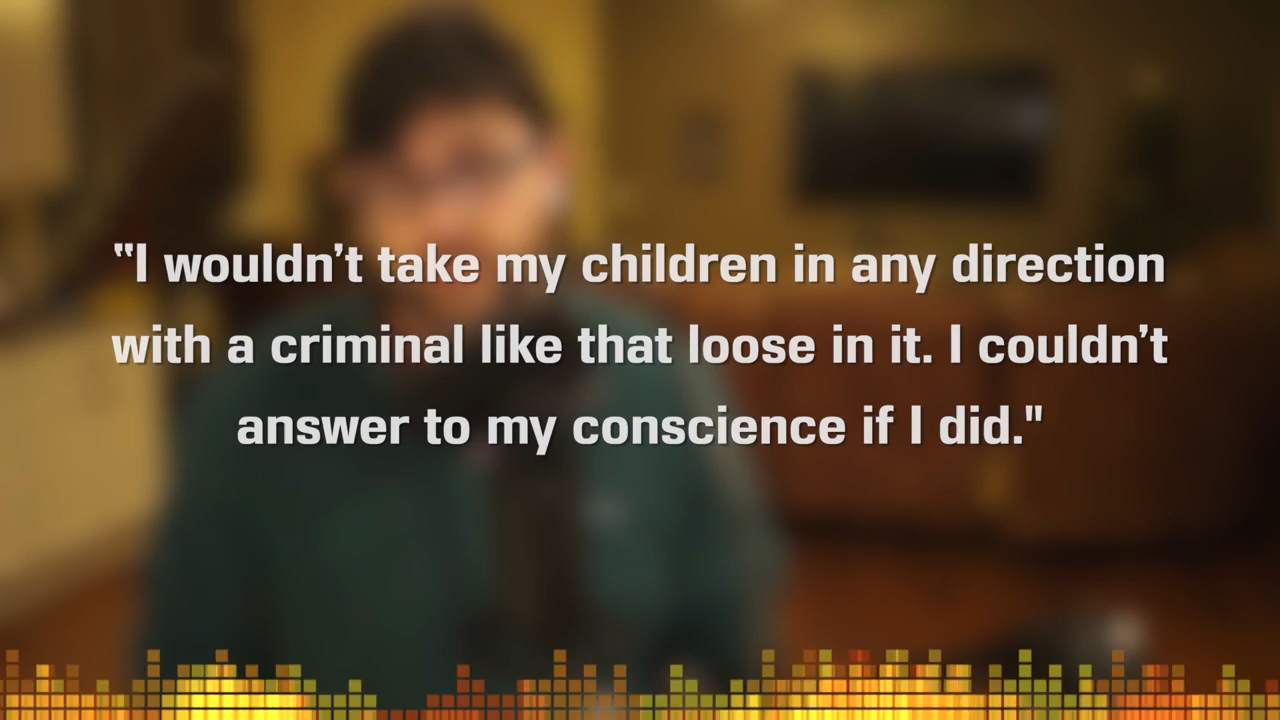 "I wouldn’t take my children in any direction
with a criminal like that loose in it. I couldn’t
answer to my conscience if I did."